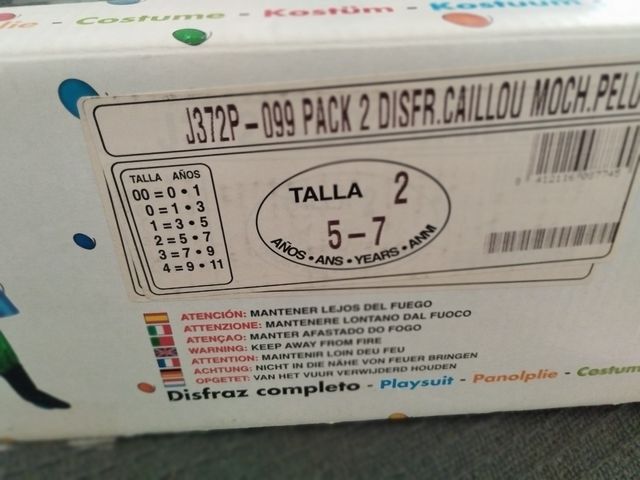 plie - Costume - Kostüm - Kostuum
J372P-099 PACK 2 DISFR.CAILLOU MOCH.PELU
TALLA AÑOS
00 = 0 • 1
0 = 1 • 3
1 = 3 • 5
2 = 5 • 7
3 = 7 • 9
4 = 9 • 11
TALLA 2
5-7
AÑOS • ANS • YEARS • ANNI
ATENCIÓN: MANTENER LEJOS DEL FUEGO
ATTENZIONE: MANTENERE LONTANO DAL FUOCO
ATENÇAO: MANTER AFASTADO DO FOGO
WARNING: KEEP AWAY FROM FIRE
ATTENTION: MAINTENIR LOIN DEU FEU
ACHTUNG: NICHT IN DIE NÄHE VON FEUER BRINGEN
OPGETET: VAN HET VUUR VERWIJDERD HOUDEN
Disfraz completo - Playsuit - Panolplie - Costume